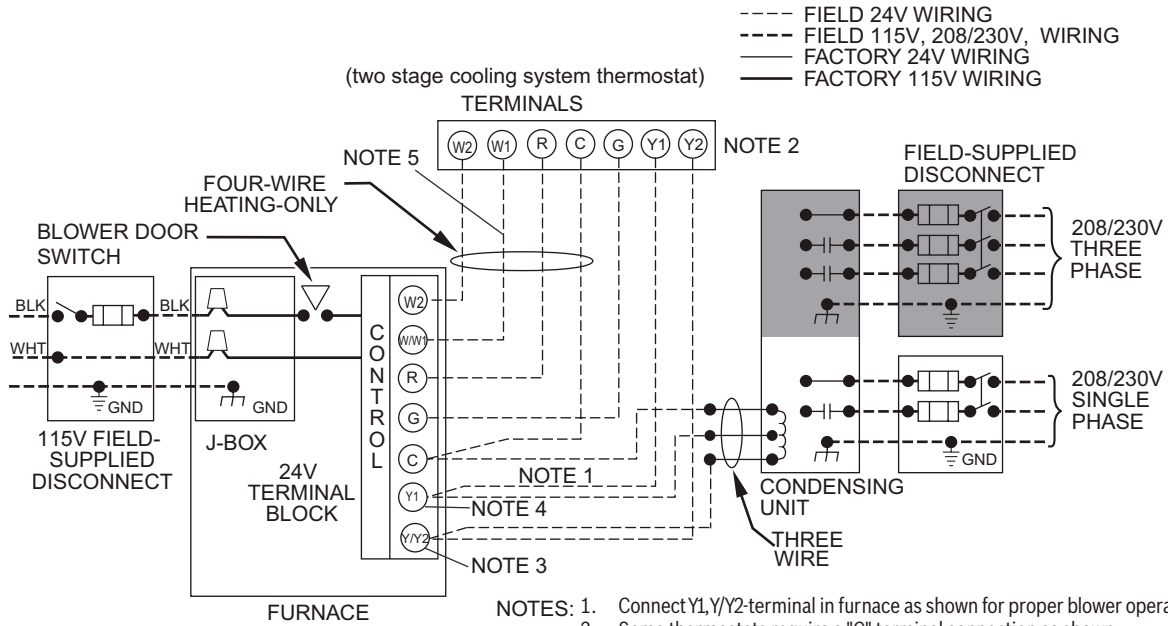 FIELD 24V WIRING
FIELD 115V, 208/230V, WIRING
FACTORY 24V WIRING
FACTORY 115V WIRING
(two stage cooling system thermostat)
TERMINALS
W2 W1 R C G Y1 Y2
NOTE 2
NOTE 5
FOUR-WIRE
HEATING-ONLY
BLOWER DOOR
SWITCH
FIELD-SUPPLIED
DISCONNECT
208/230V
THREE
PHASE
BLK
BLK
WHT
WHT
GND
GND
115V FIELD-
SUPPLIED
DISCONNECT
J-BOX
24V
TERMINAL
BLOCK
CONTROL
W2
W/W1
R
G
C
Y1
Y/Y2
NOTE 1
NOTE 4
NOTE 3
FURNACE
208/230V
SINGLE
PHASE
GND
CONDENSING
UNIT
THREE
WIRE
NOTES: 1. Connect Y1,Y/Y2-terminal in furnace as shown for proper blower opera